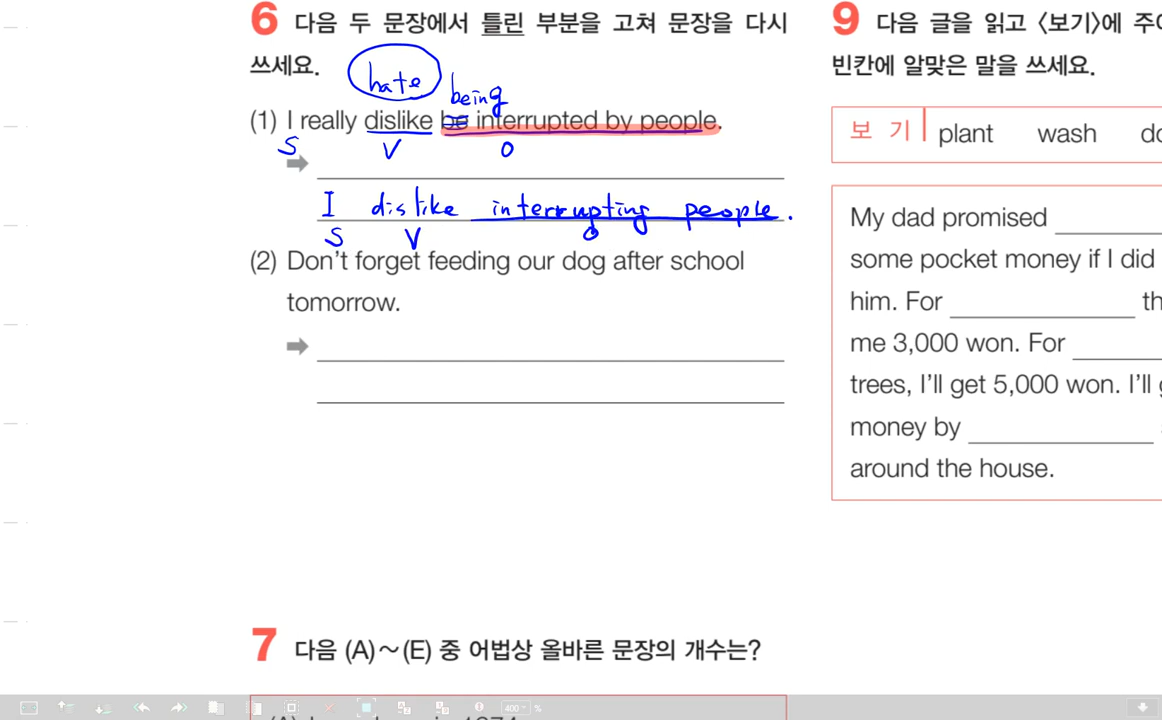 6 다음 두 문장에서 틀린 부분을 고쳐 문장을 다시
쓰세요.
hate
being
(1) I really dislike be interrupted by people.
S V O
I dislike interrupting people.
S V O
(2) Don't forget feeding our dog after school
tomorrow.
7 다음 (A)~(E) 중 어법상 올바른 문장의 개수는?
9 다음 글을 읽고 〈보기〉에 주어
빈칸에 알맞은 말을 쓰세요.
보 기 plant wash do
My dad promised
some pocket money if I did
him. For th
me 3,000 won. For
trees, I'll get 5,000 won. I'll g
money by
around the house.
400 %